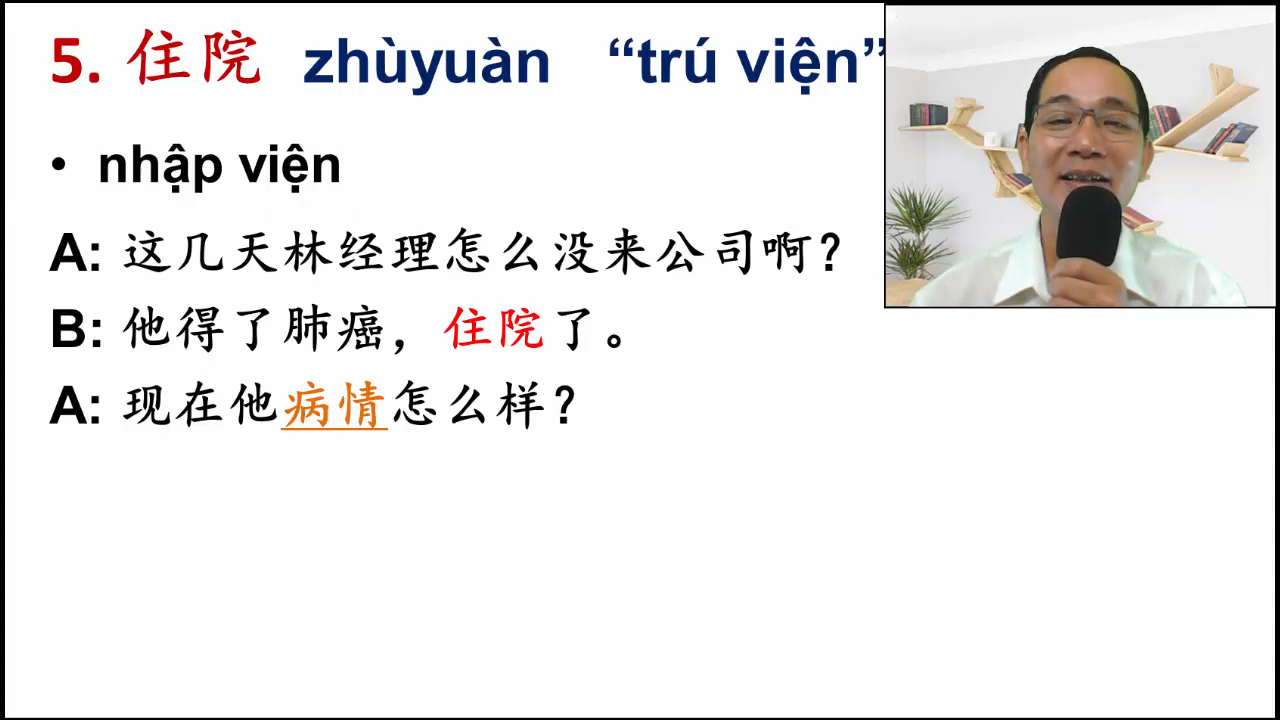 5. 住院 zhùyuàn “trú viện”
• nhập viện
A: 这几天林经理怎么没来公司啊？
B: 他得了肺癌，住院了。
A: 现在他病情怎么样？